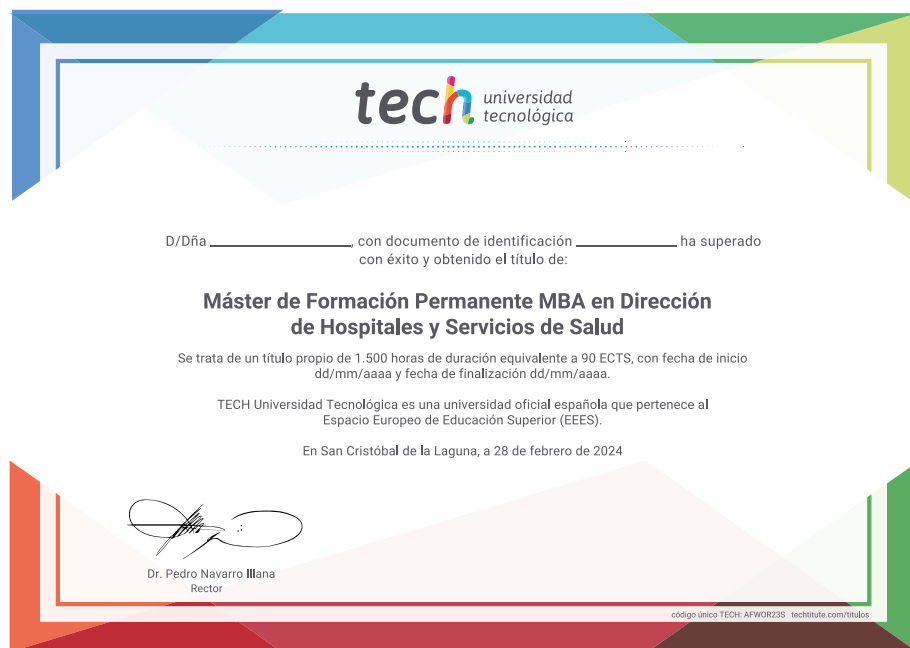 tech universidad
tecnológica
D/Dña ______________, con documento de identificación __________ ha superado
con éxito y obtenido el título de:
Máster de Formación Permanente MBA en Dirección
de Hospitales y Servicios de Salud
Se trata de un título propio de 1.500 horas de duración equivalente a 90 ECTS, con fecha de inicio
dd/mm/aaaa y fecha de finalización dd/mm/aaaa.
TECH Universidad Tecnológica es una universidad oficial española que pertenece al
Espacio Europeo de Educación Superior (EEES).
En San Cristóbal de la Laguna, a 28 de febrero de 2024
Dr. Pedro Navarro Illana
Rector
código único TECH: AFWOR23S techtitute.com/titulos